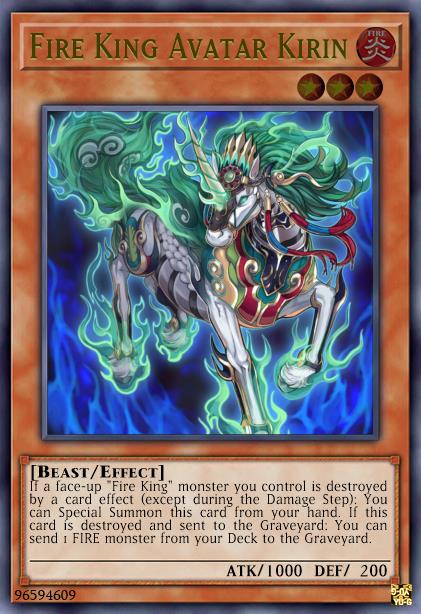 Fire King Avatar Kirin
FIRE
炎
[Beast/Effect]
If a face-up "Fire King" monster you control is destroyed
by a card effect (except during the Damage Step): You
can Special Summon this card from your hand. If this
card is destroyed and sent to the Graveyard: You can
send 1 FIRE monster from your Deck to the Graveyard.
ATK/1000 DEF/ 200
96594609